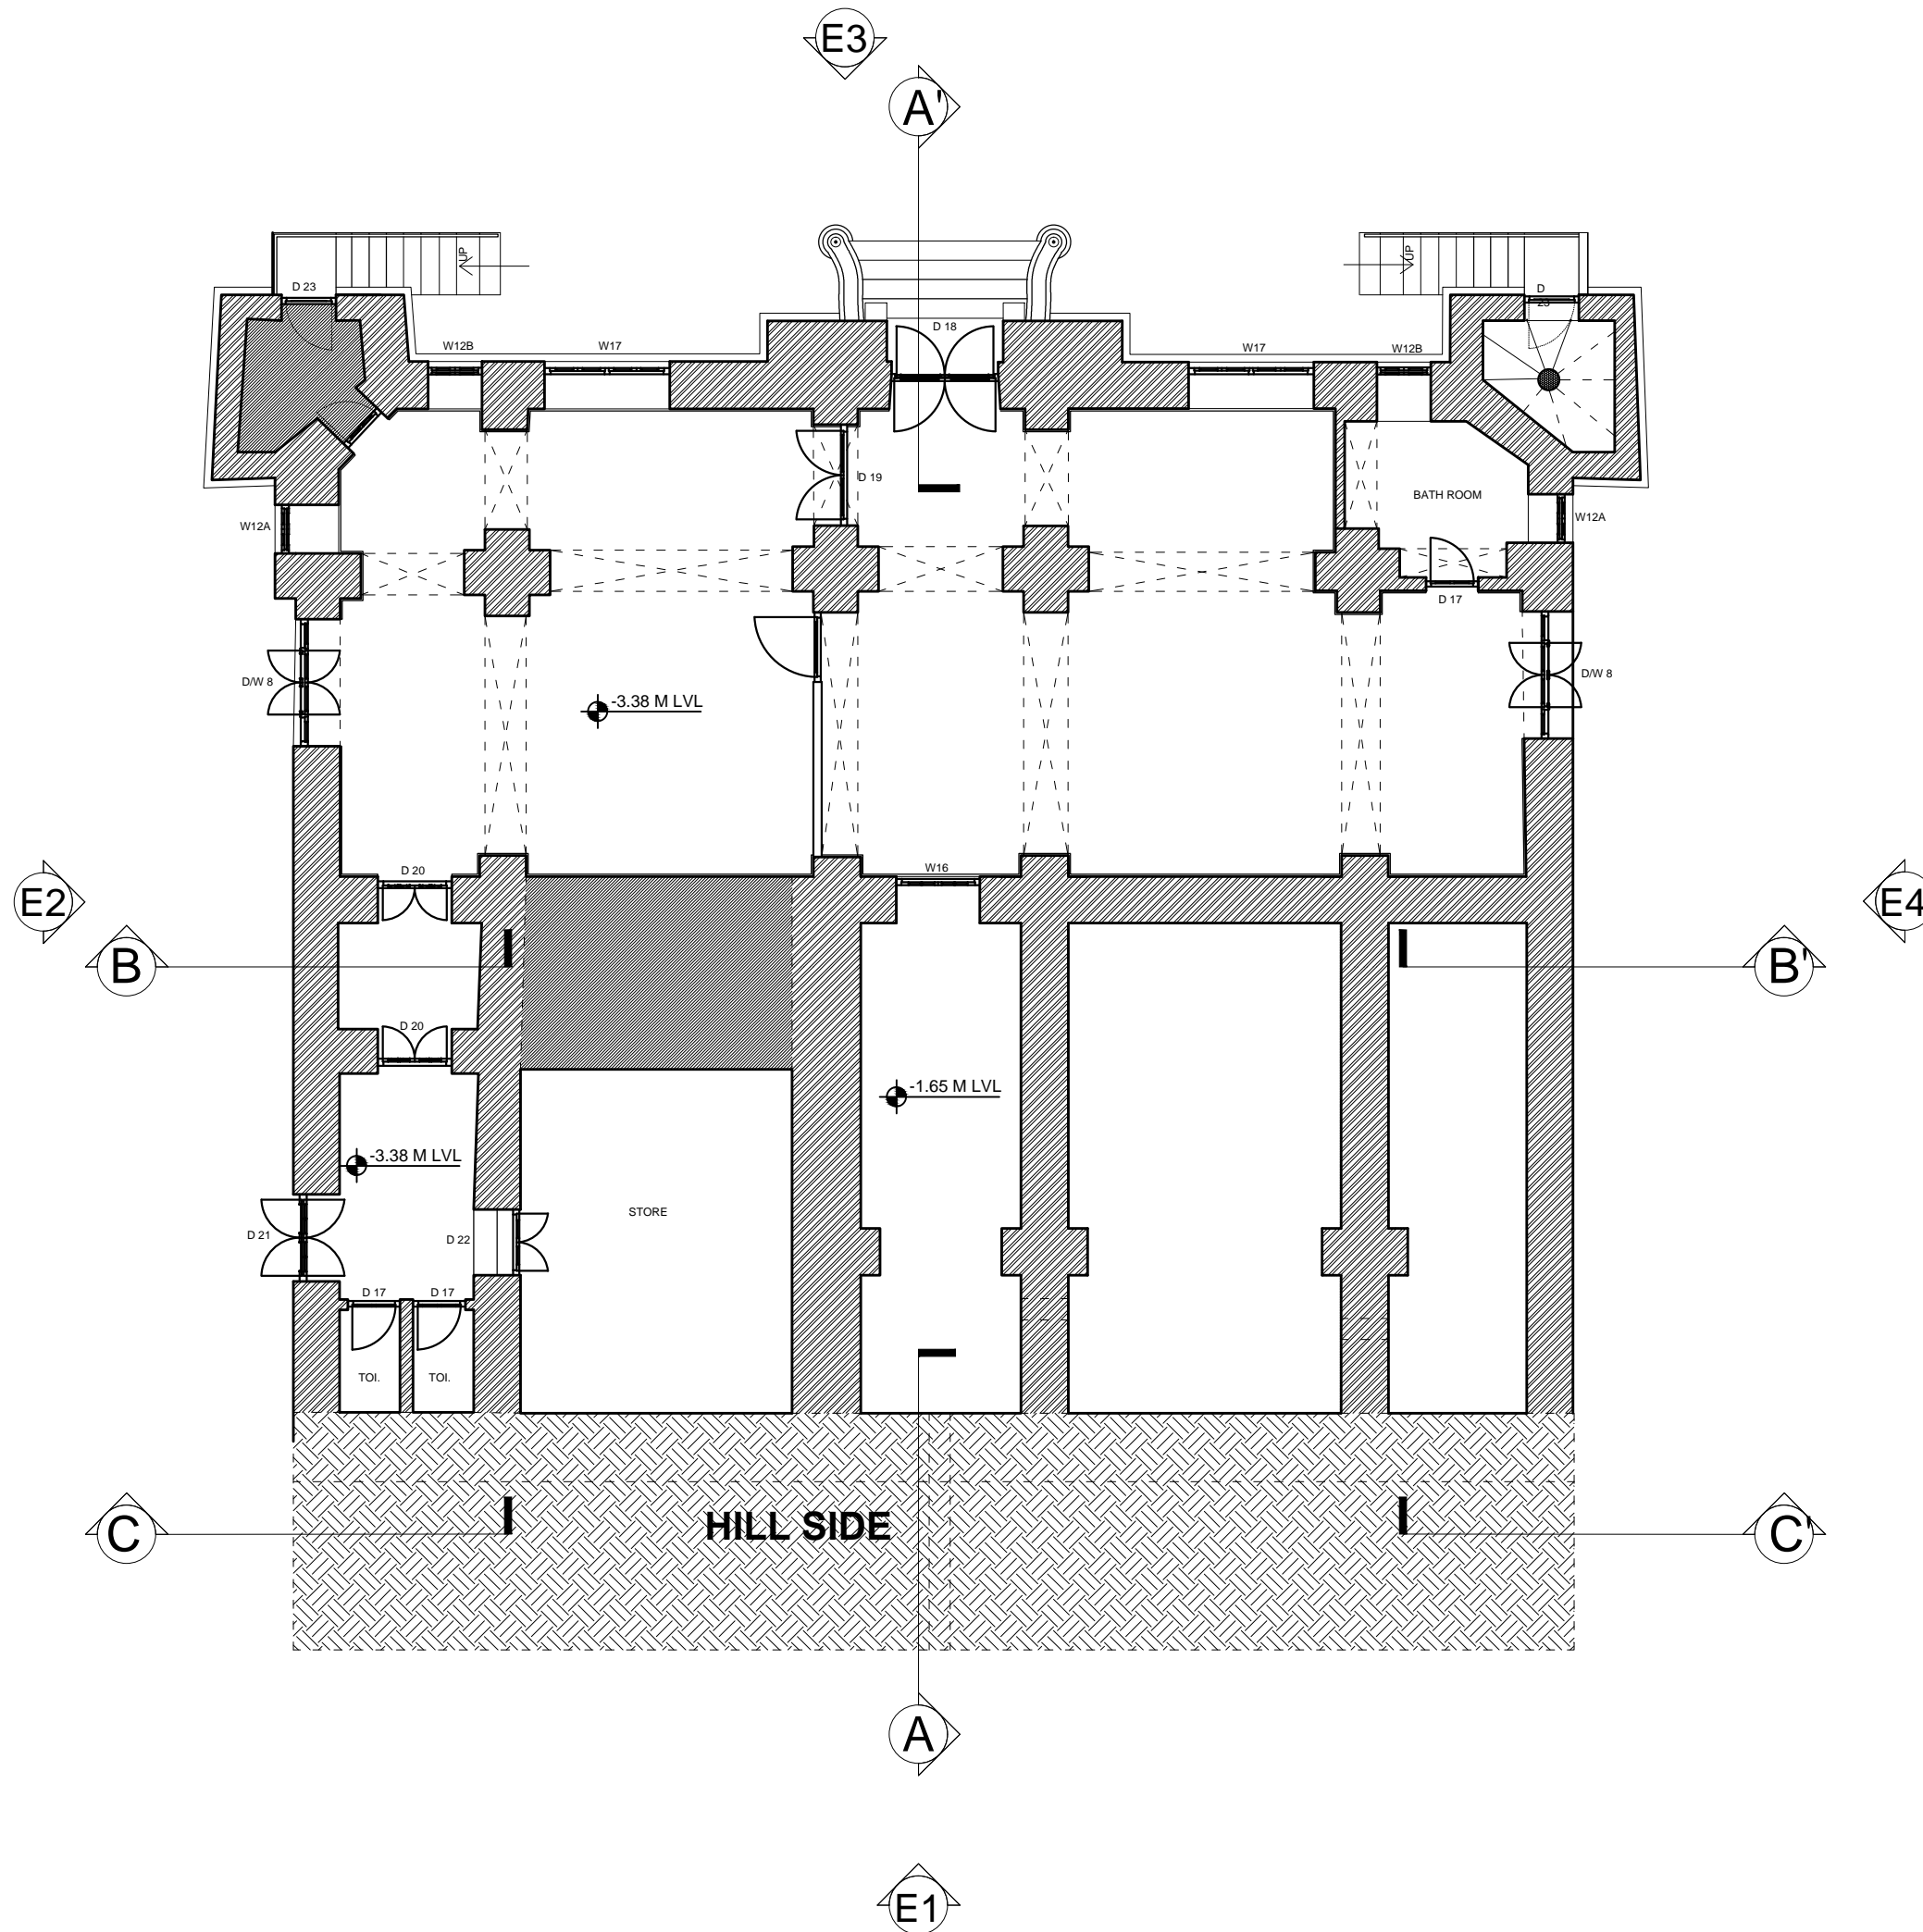 E3
A'
UP
UP
D 23
D
23
D 18
W12B
W17
W17
W12B
D 19
BATH ROOM
W12A
W12A
D 17
D/W 8
D/W 8
-3.38 M LVL
D 20
W16
E2
E4
B
B'
D 20
-1.65 M LVL
-3.38 M LVL
STORE
D 21
D 22
D 17
D 17
TOI.
TOI.
HILL SIDE
C
C'
A
E1